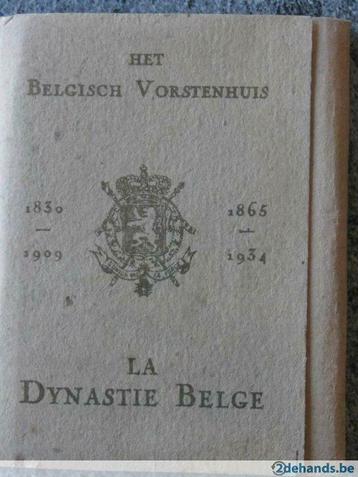 HET
BELGISCH VORSTENHUIS
1830
—
1909
1865
—
1934
LA
DYNASTIE BELGE
2dehands.be